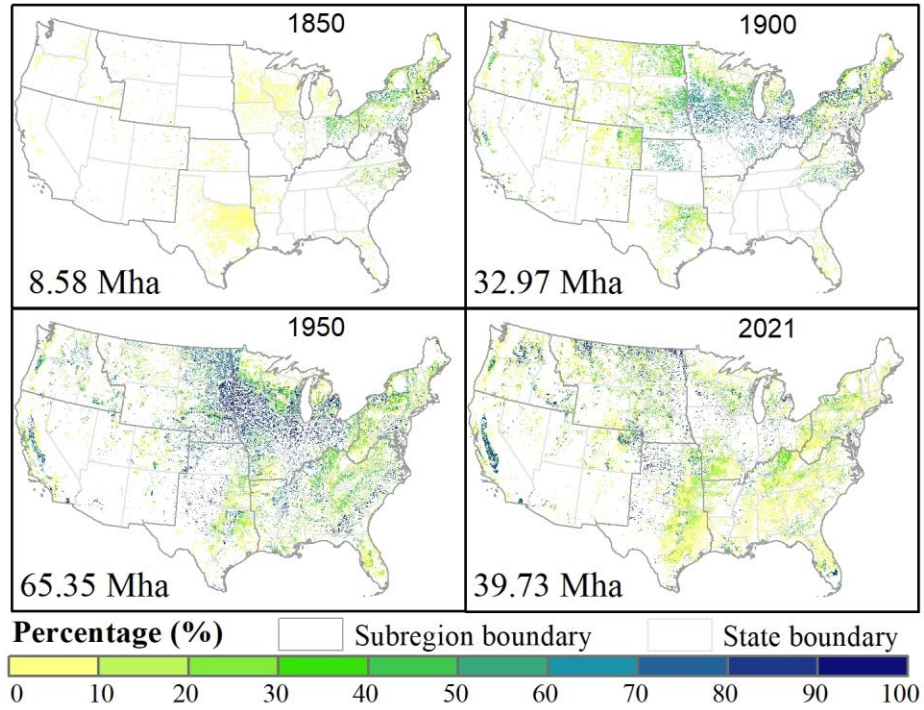 1850
8.58 Mha
1900
32.97 Mha
1950
65.35 Mha
2021
39.73 Mha
Percentage (%) Subregion boundary State boundary
0 10 20 30 40 50 60 70 80 90 100